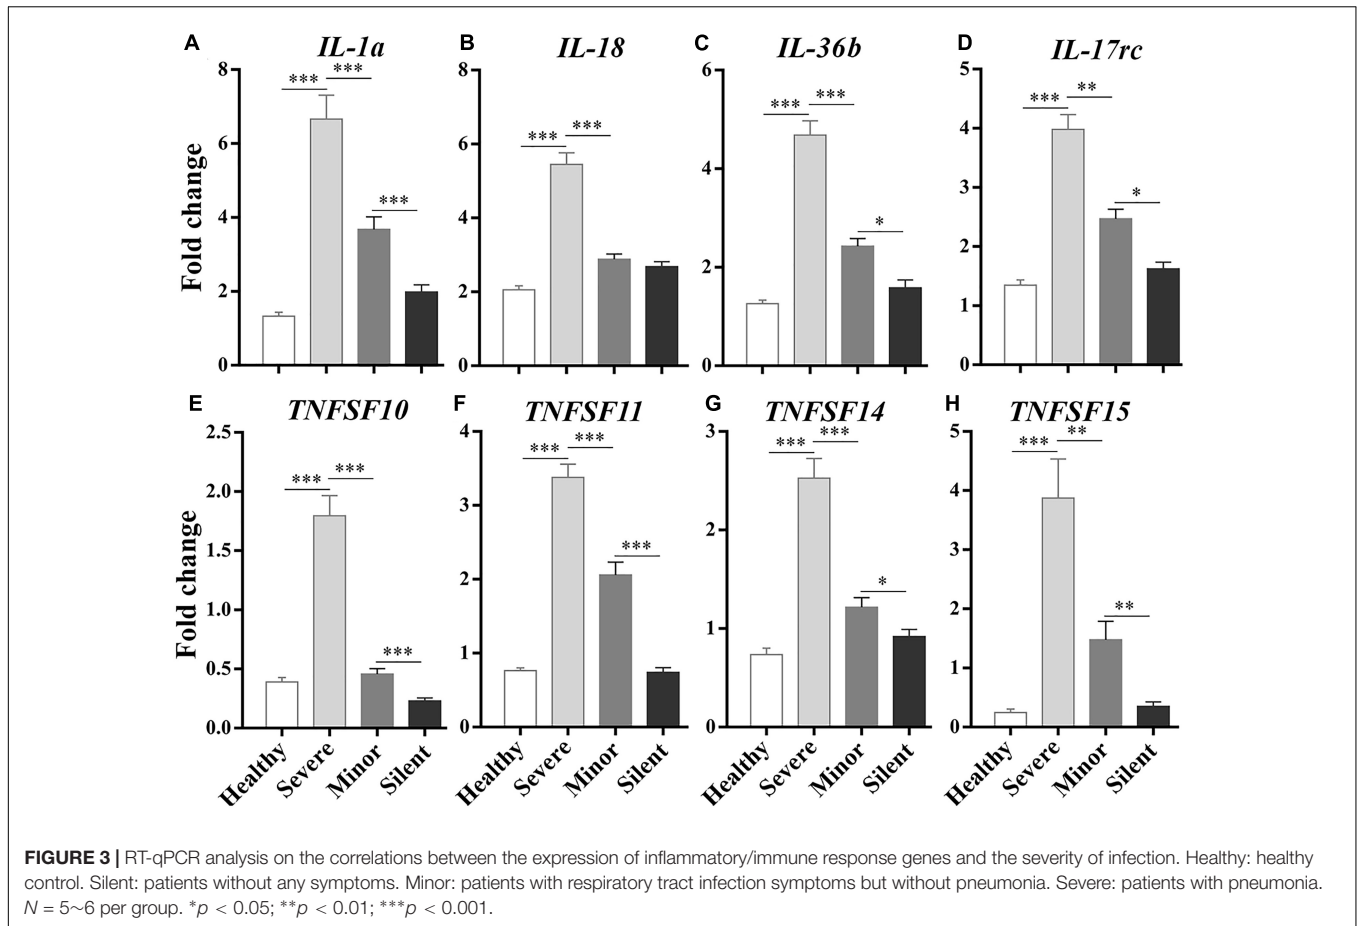 A IL-1a
B IL-18
C IL-36b
D IL-17rc
Fold change
8
6
4
2
0
*** *** ***
8
6
4
2
0
*** ***
6
4
2
0
*** *** *
5
4
3
2
1
0
*** ** *
E TNFSF10
F TNFSF11
G TNFSF14
H TNFSF15
Fold change
2.5
2.0
1.5
1.0
0.5
0.0
*** *** ***
4
3
2
1
0
*** *** ***
3
2
1
0
*** *** *
5
4
3
2
1
0
*** ** **
Healthy Severe Minor Silent
Healthy Severe Minor Silent
Healthy Severe Minor Silent
Healthy Severe Minor Silent
FIGURE 3 | RT-qPCR analysis on the correlations between the expression of inflammatory/immune response genes and the severity of infection. Healthy: healthy
control. Silent: patients without any symptoms. Minor: patients with respiratory tract infection symptoms but without pneumonia. Severe: patients with pneumonia.
N = 5~6 per group. *p < 0.05; **p < 0.01; ***p < 0.001.